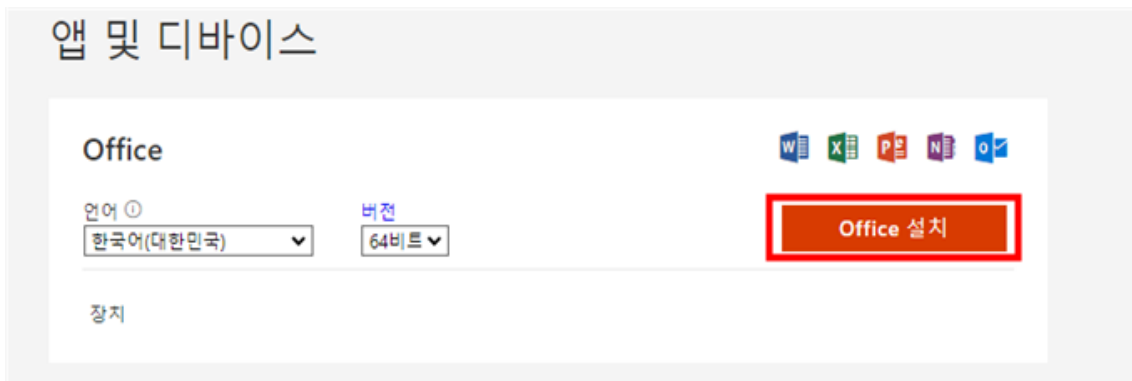 앱 및 디바이스
Office
언어
버전
한국어(대한민국)
64비트
Office 설치
장치